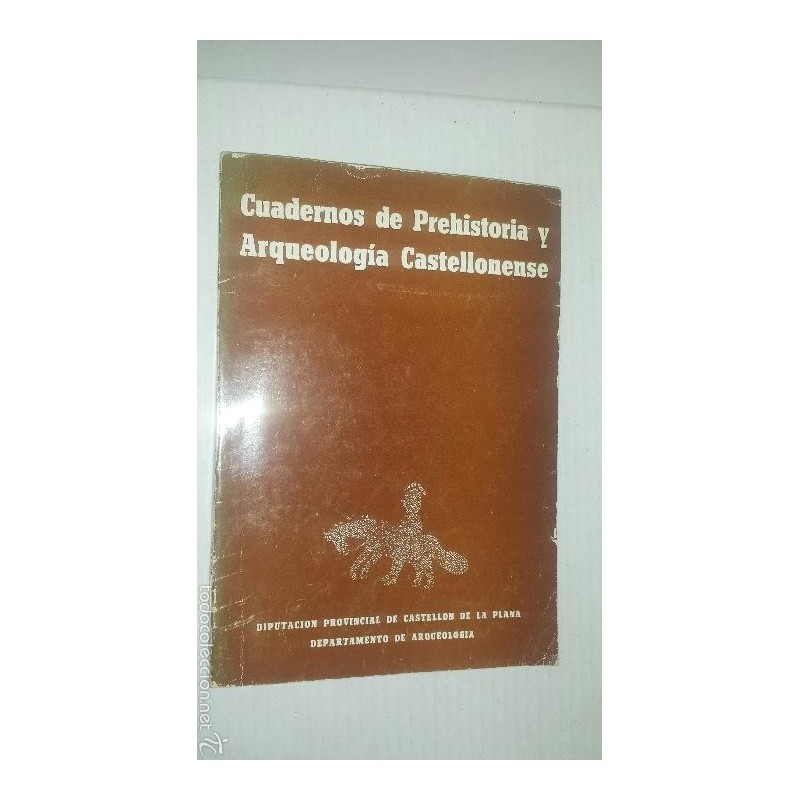 Cuadernos de Prehistoria y
Arqueología Castellonense
DIPUTACION PROVINCIAL DE CASTELLON DE LA PLANA
DEPARTAMENTO DE ARQUEOLOGIA
todocoleccion.net